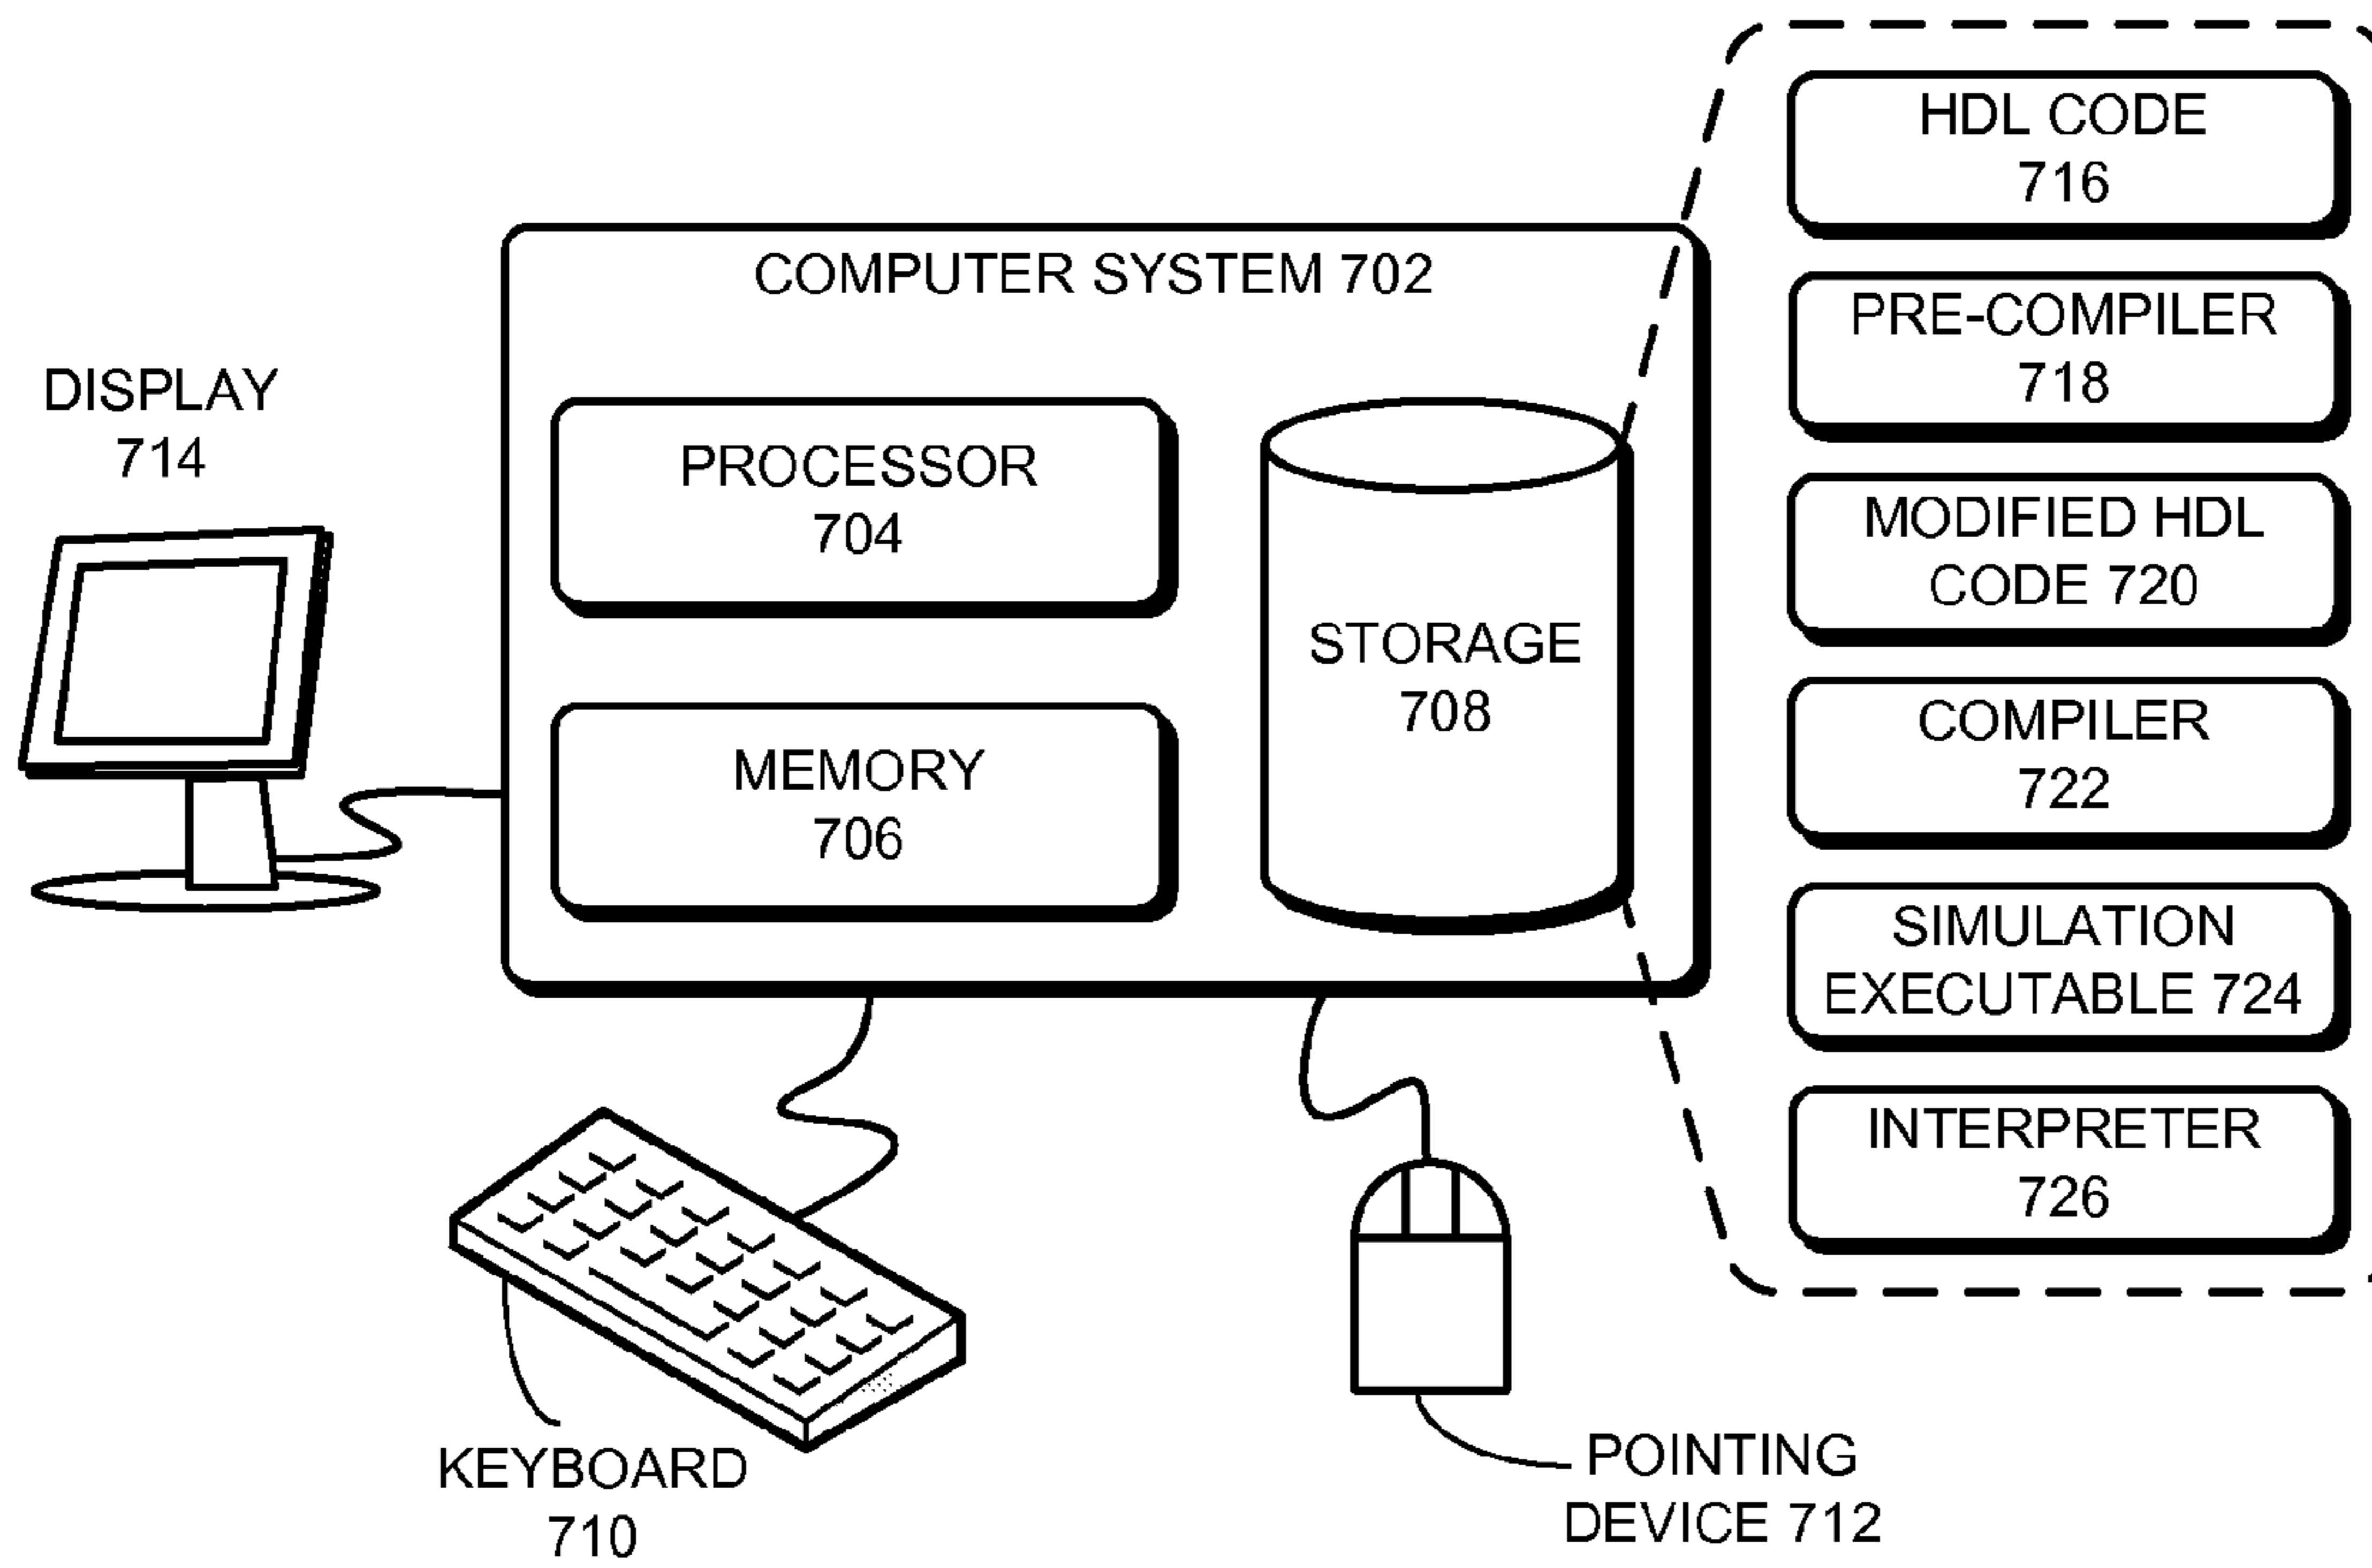 HDL CODE
716
COMPUTER SYSTEM 702
PRE-COMPILER
718
DISPLAY
714
PROCESSOR
704
MODIFIED HDL
CODE 720
STORAGE
708
MEMORY
706
COMPILER
722
SIMULATION
EXECUTABLE 724
INTERPRETER
726
KEYBOARD
710
POINTING
DEVICE 712